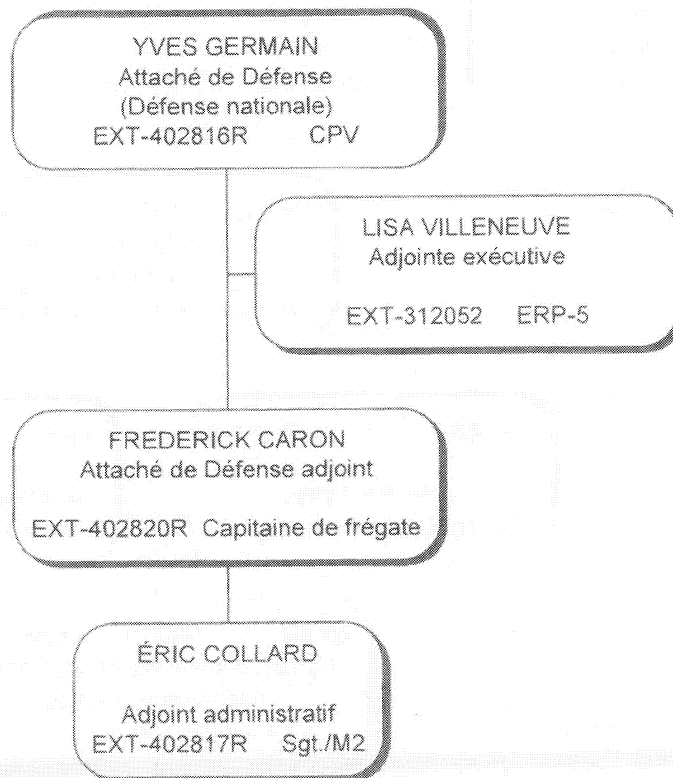 YVES GERMAIN
Attaché de Défense
(Défense nationale)
EXT-402816R CPV
LISA VILLENEUVE
Adjointe exécutive
EXT-312052 ERP-5
FREDERICK CARON
Attaché de Défense adjoint
EXT-402820R Capitaine de frégate
ÉRIC COLLARD
Adjoint administratif
EXT-402817R Sgt./M2